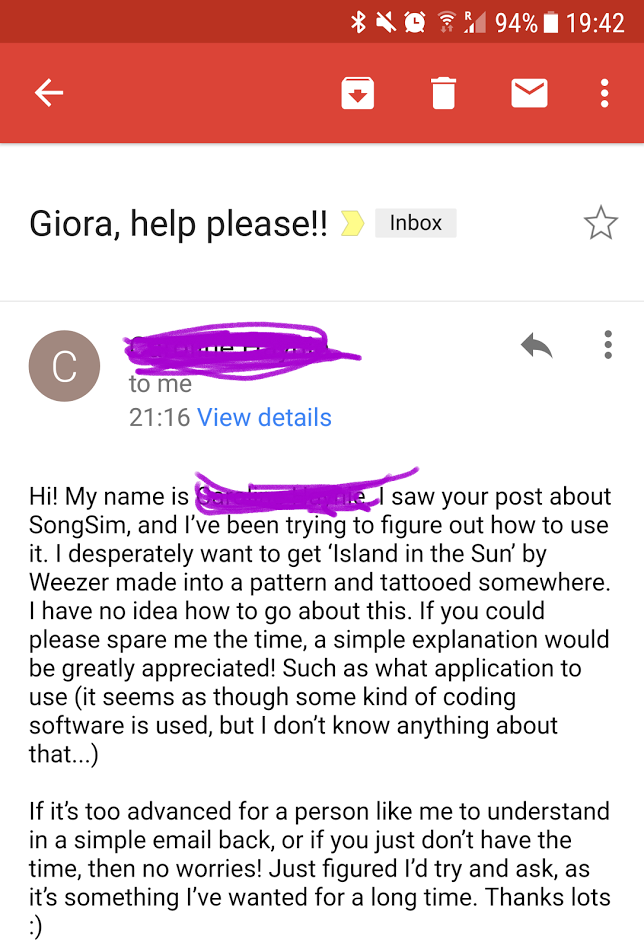 94% 19:42
Giora, help please!! Inbox
C
to me
21:16 View details
Hi! My name is I saw your post about
SongSim, and I've been trying to figure out how to use
it. I desperately want to get ‘Island in the Sun’ by
Weezer made into a pattern and tattooed somewhere.
I have no idea how to go about this. If you could
please spare me the time, a simple explanation would
be greatly appreciated! Such as what application to
use (it seems as though some kind of coding
software is used, but I don't know anything about
that...)
If it's too advanced for a person like me to understand
in a simple email back, or if you just don't have the
time, then no worries! Just figured I'd try and ask, as
it's something I've wanted for a long time. Thanks lots
:)